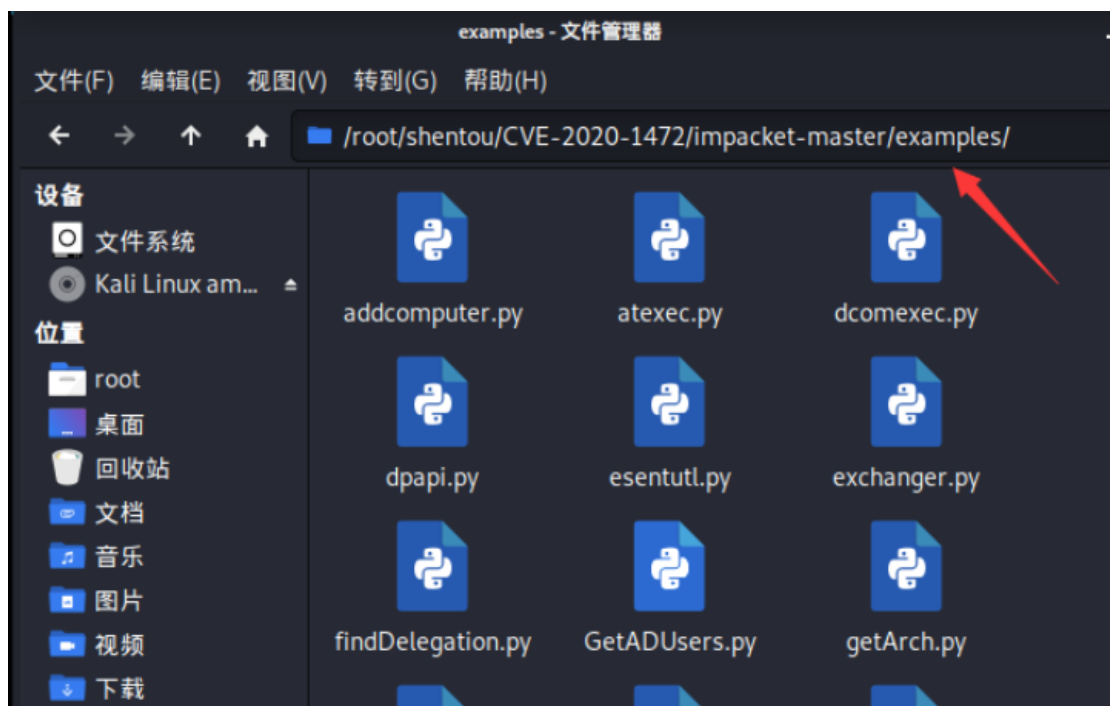 examples - 文件管理器
文件(F) 编辑(E) 视图(V) 转到(G) 帮助(H)
/root/shentou/CVE-2020-1472/impacket-master/examples/
设备
文件系统
Kali Linux am...
位置
root
桌面
回收站
文档
音乐
图片
视频
下载
addcomputer.py atexec.py dcomexec.py
dpapi.py esentutl.py exchanger.py
findDelegation.py GetADUsers.py getArch.py